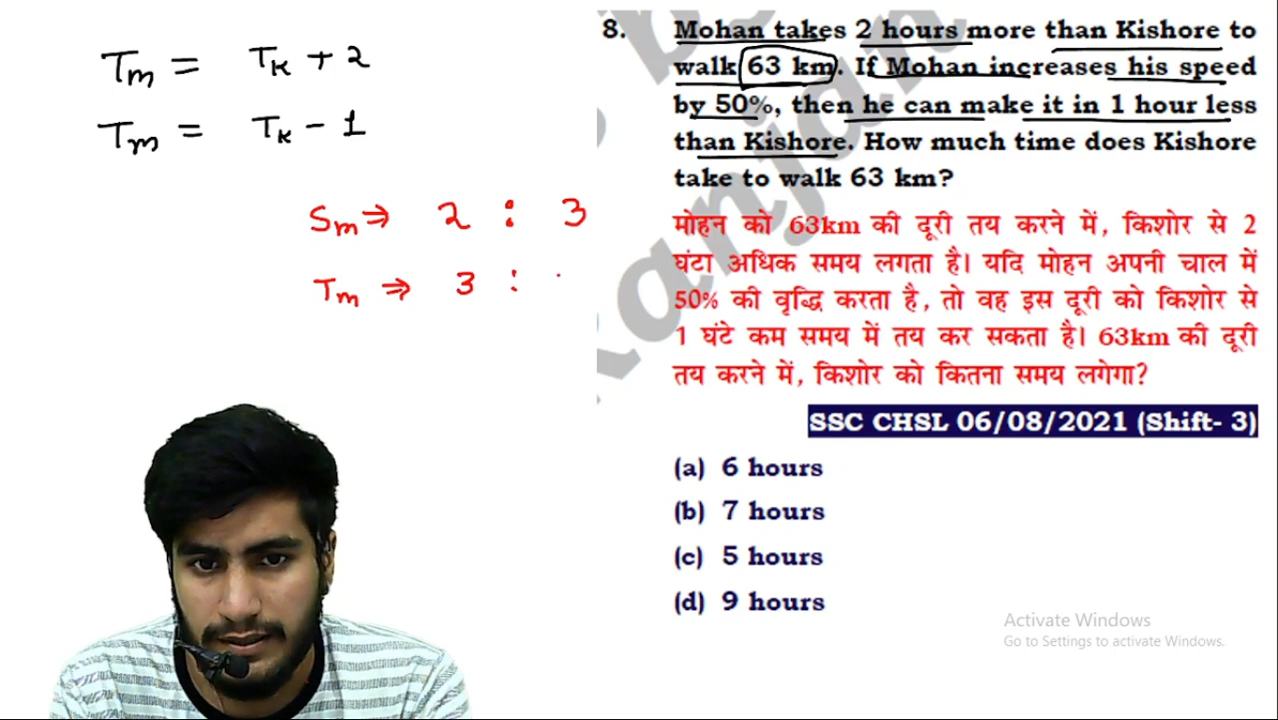 Tm = Tk + 2
Tm = Tk - 1
Sm ⇒ 2 : 3
Tm ⇒ 3 :
8. Mohan takes 2 hours more than Kishore to
walk 63 km. If Mohan increases his speed
by 50%, then he can make it in 1 hour less
than Kishore. How much time does Kishore
take to walk 63 km?
मोहन को 63km की दूरी तय करने में, किशोर से 2
घंटा अधिक समय लगता है। यदि मोहन अपनी चाल में
50% की वृद्धि करता है, तो वह इस दूरी को किशोर से
1 घंटे कम समय में तय कर सकता है। 63km की दूरी
तय करने में, किशोर को कितना समय लगेगा?
SSC CHSL 06/08/2021 (Shift- 3)
(a) 6 hours
(b) 7 hours
(c) 5 hours
(d) 9 hours
Activate Windows
Go to Settings to activate Windows.